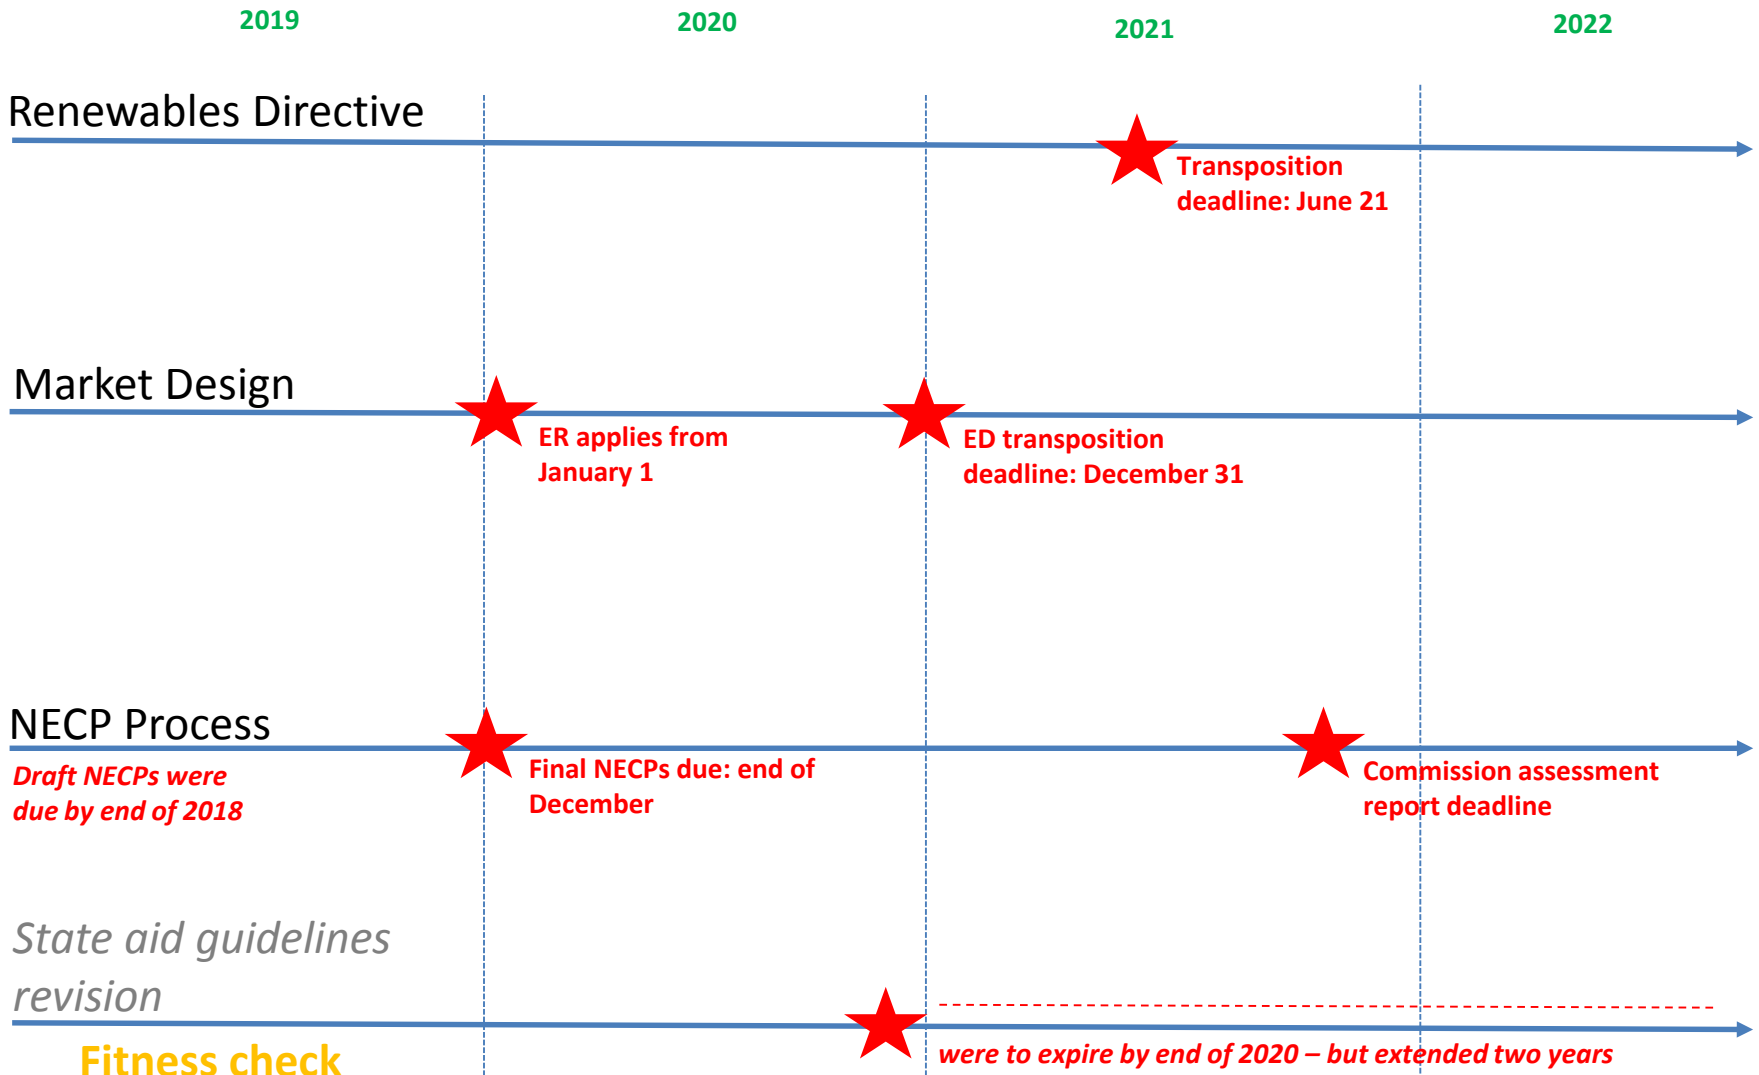 2019
2020
2021
2022
Renewables Directive
Transposition
deadline: June 21
Market Design
ER applies from
January 1
ED transposition
deadline: December 31
NECP Process
Draft NECPs were
due by end of 2018
Final NECPs due: end of
December
Commission assessment
report deadline
State aid guidelines
revision
Fitness check
were to expire by end of 2020 – but extended two years